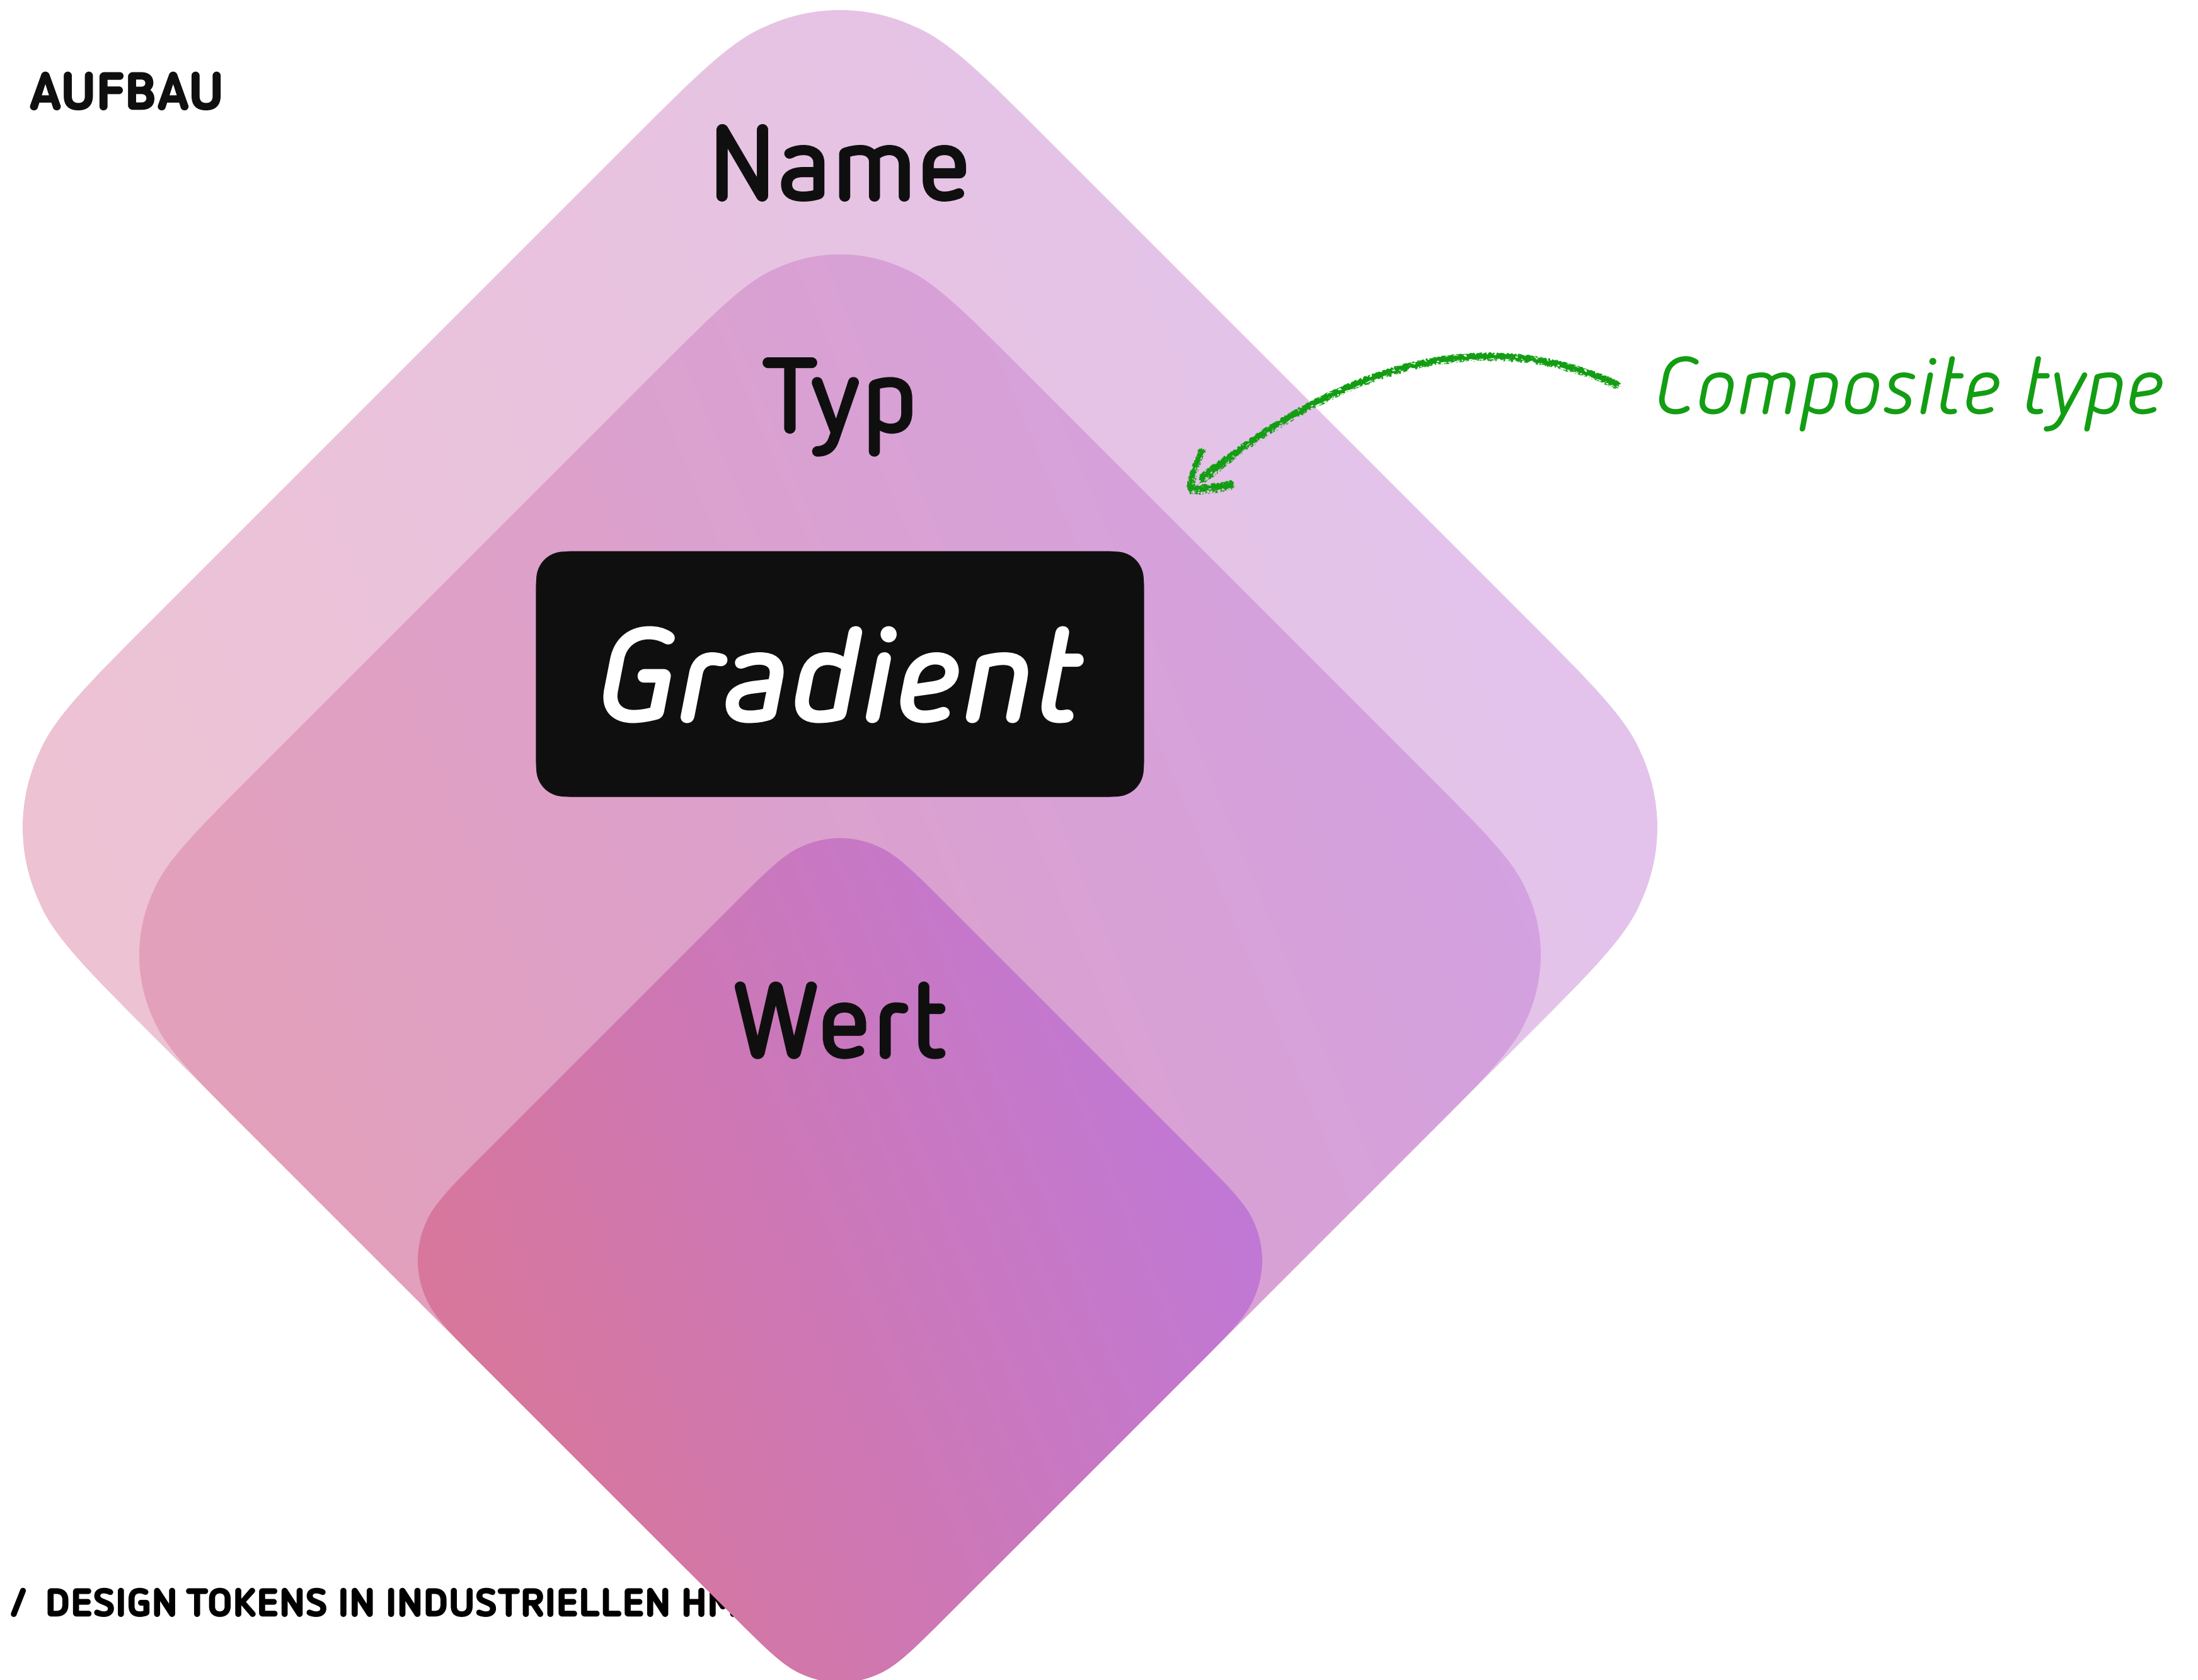 AUFBAU
Name
Typ
Composite type
Gradient
Wert
/ DESIGN TOKENS IN INDUSTRIELLEN